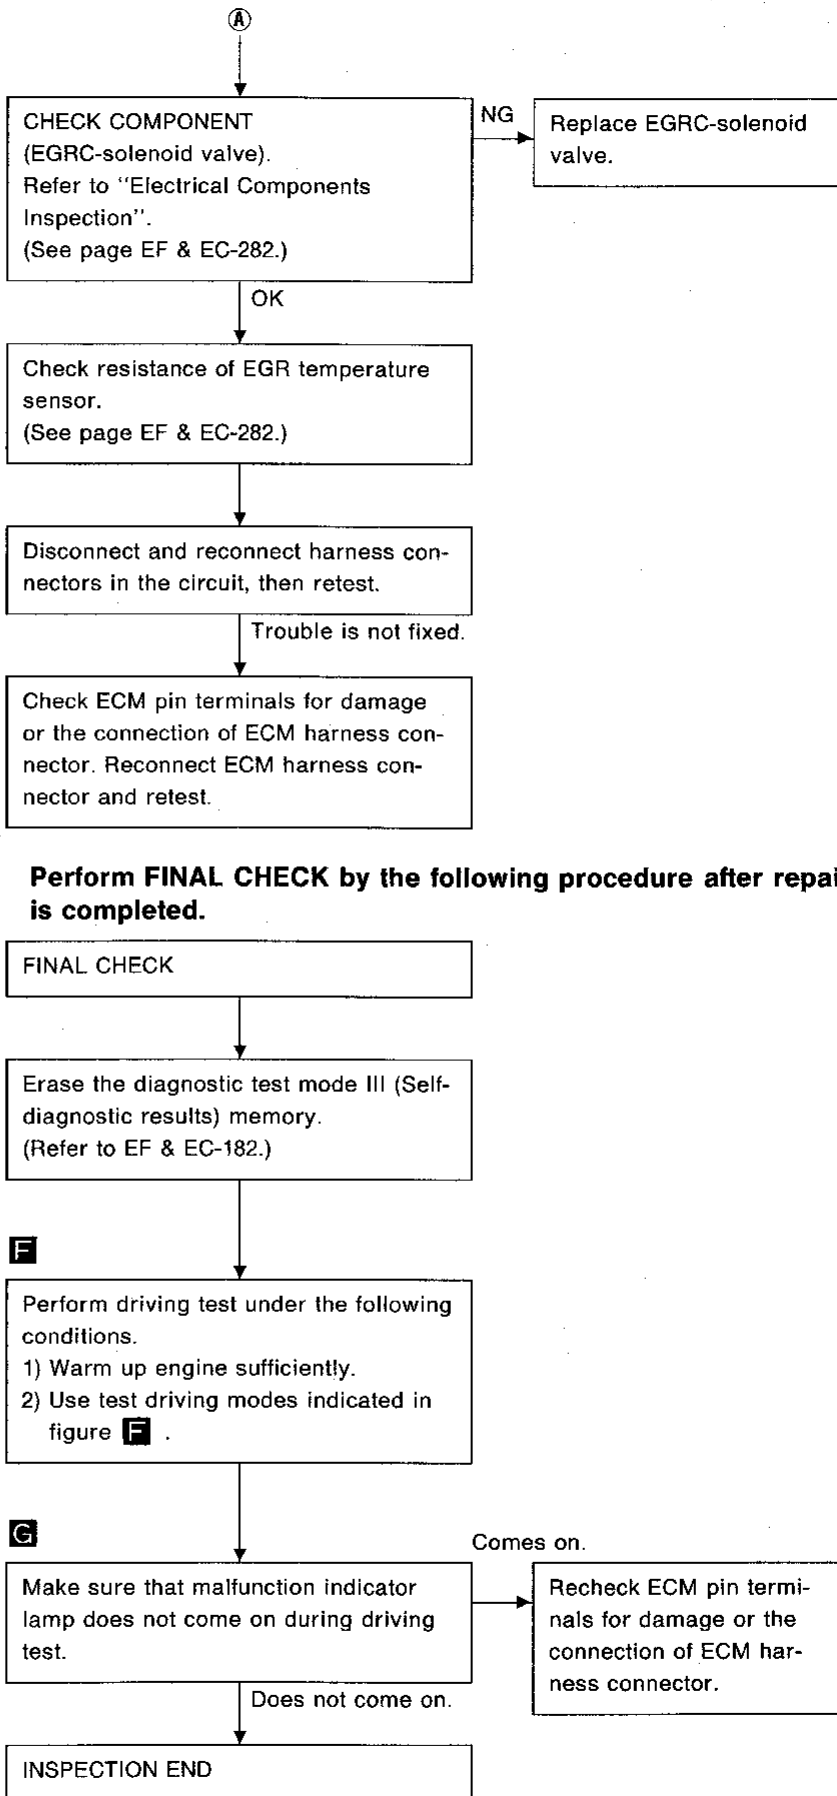 Ⓐ
CHECK COMPONENT
(EGRC-solenoid valve).
Refer to "Electrical Components
Inspection".
(See page EF & EC-282.)
NG
Replace EGRC-solenoid
valve.
OK
Check resistance of EGR temperature
sensor.
(See page EF & EC-282.)
Disconnect and reconnect harness con-
nectors in the circuit, then retest.
Trouble is not fixed.
Check ECM pin terminals for damage
or the connection of ECM harness con-
nector. Reconnect ECM harness con-
nector and retest.
Perform FINAL CHECK by the following procedure after repai
is completed.
FINAL CHECK
Erase the diagnostic test mode III (Self-
diagnostic results) memory.
(Refer to EF & EC-182.)
F
Perform driving test under the following
conditions.
1) Warm up engine sufficiently.
2) Use test driving modes indicated in
figure F .
G
Make sure that malfunction indicator
lamp does not come on during driving
test.
Comes on.
Recheck ECM pin termi-
nals for damage or the
connection of ECM har-
ness connector.
Does not come on.
INSPECTION END